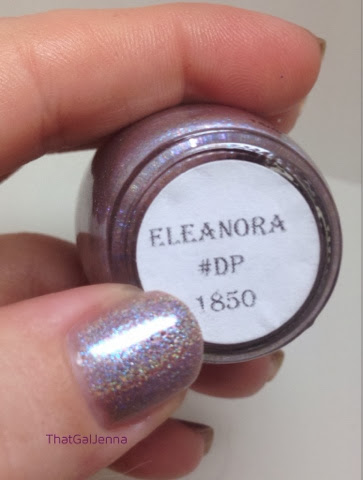 ELEANORA
#DP
1850
ThatGalJenna